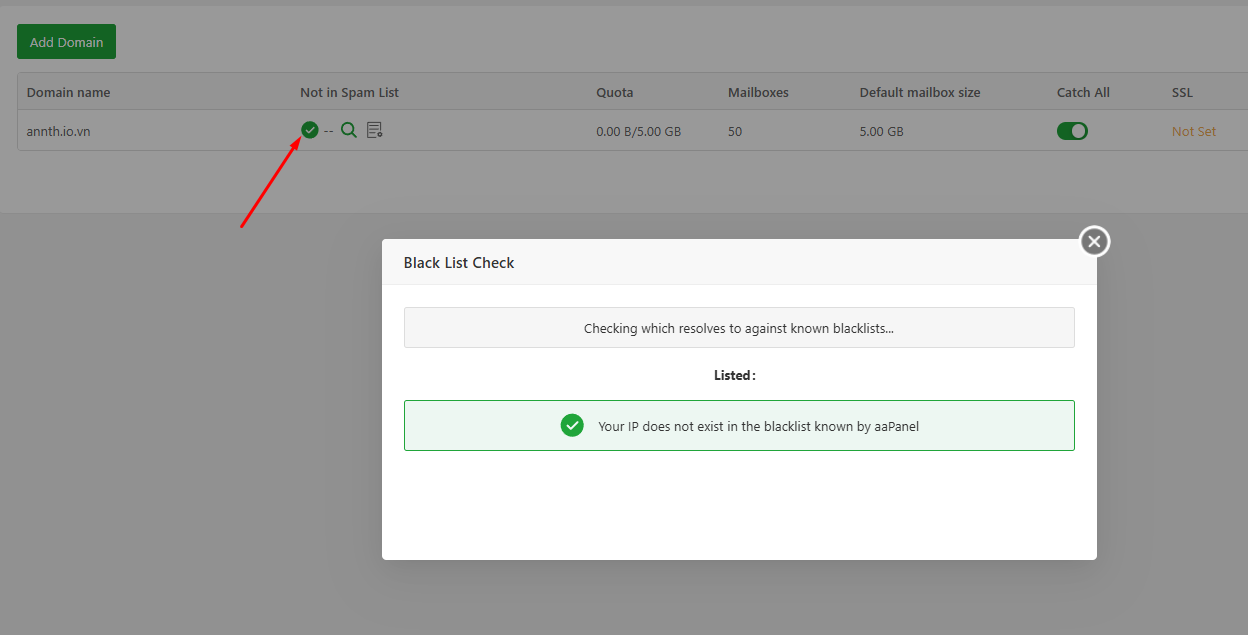 Add Domain
Domain name Not in Spam List Quota Mailboxes Default mailbox size Catch All SSL
annth.io.vn -- 0.00 B/5.00 GB 50 5.00 GB Not Set
Black List Check
Checking which resolves to against known blacklists...
Listed:
Your IP does not exist in the blacklist known by aaPanel